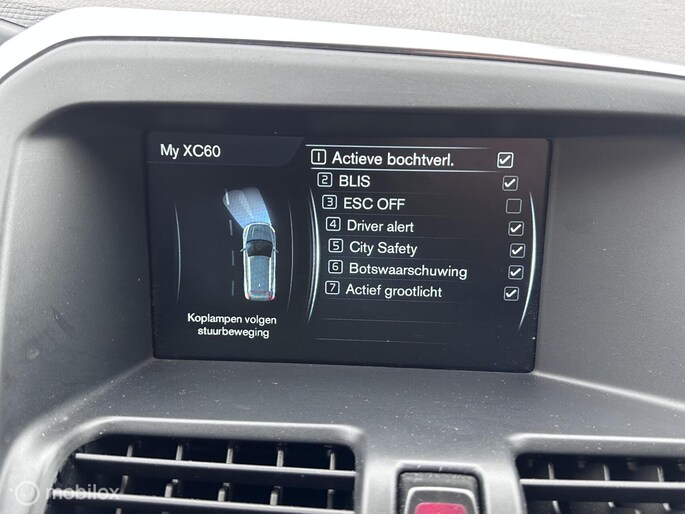 My XC60
1 Actieve bochtverl.
2 BLIS
3 ESC OFF
4 Driver alert
5 City Safety
6 Botswaarschuwing
7 Actief grootlicht
Koplampen volgen
stuurbeweging
mobilox